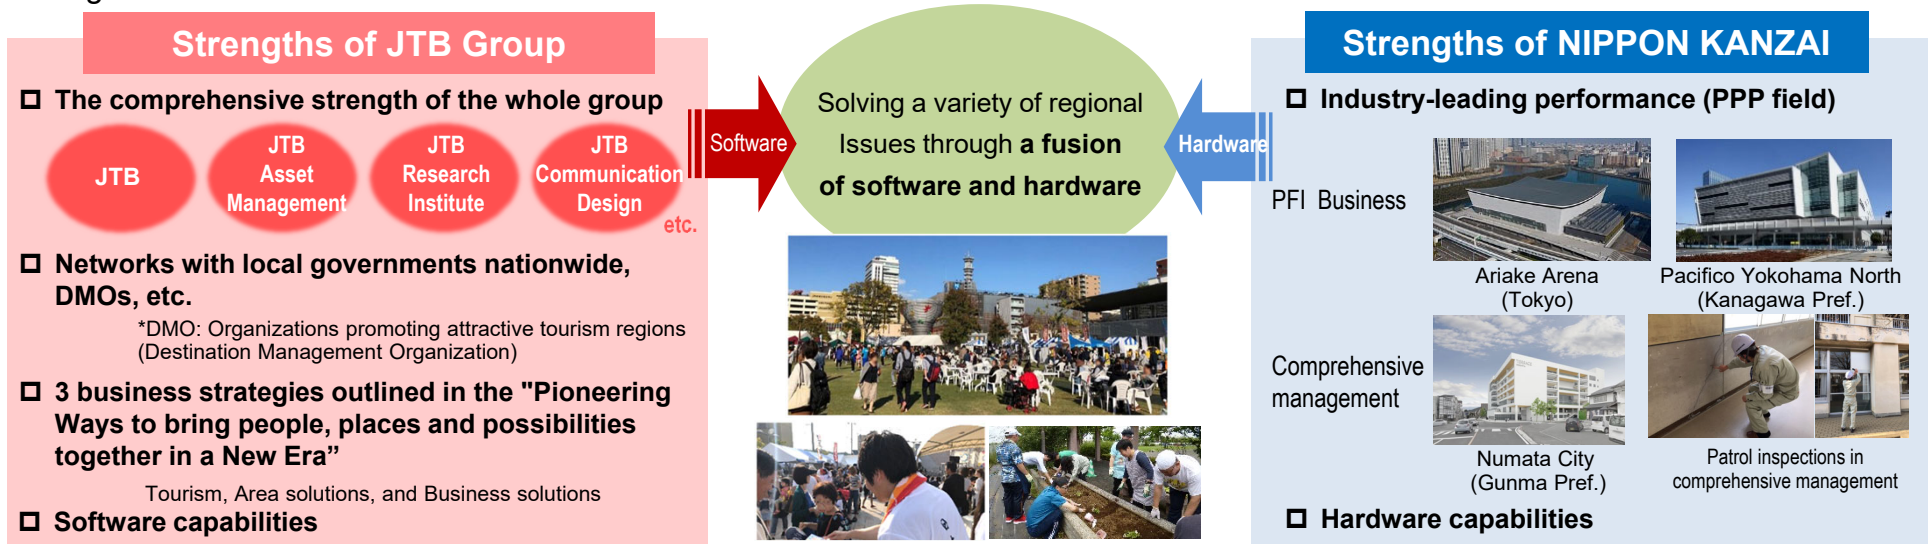 Strengths of JTB Group
The comprehensive strength of the whole group
JTB
JTB
Asset
Management
JTB
Research
Institute
JTB
Communication
Design
etc.
Networks with local governments nationwide,
DMOs, etc.
*DMO: Organizations promoting attractive tourism regions
(Destination Management Organization)
3 business strategies outlined in the "Pioneering
Ways to bring people, places and possibilities
together in a New Era”
Tourism, Area solutions, and Business solutions
Software capabilities
Software
Solving a variety of regional
Issues through a fusion
of software and hardware
Hardware
Strengths of NIPPON KANZAI
Industry-leading performance (PPP field)
PFI Business
Ariake Arena
(Tokyo)
Pacifico Yokohama North
(Kanagawa Pref.)
Comprehensive
management
Numata City
(Gunma Pref.)
Patrol inspections in
comprehensive management
Hardware capabilities